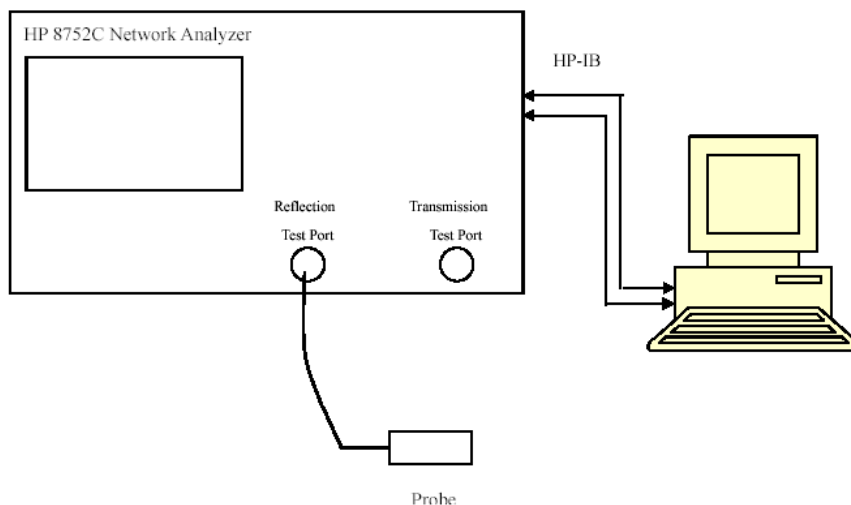 HP 8752C Network Analyzer
HP-IB
Reflection
Test Port
Transmission
Test Port
Probe